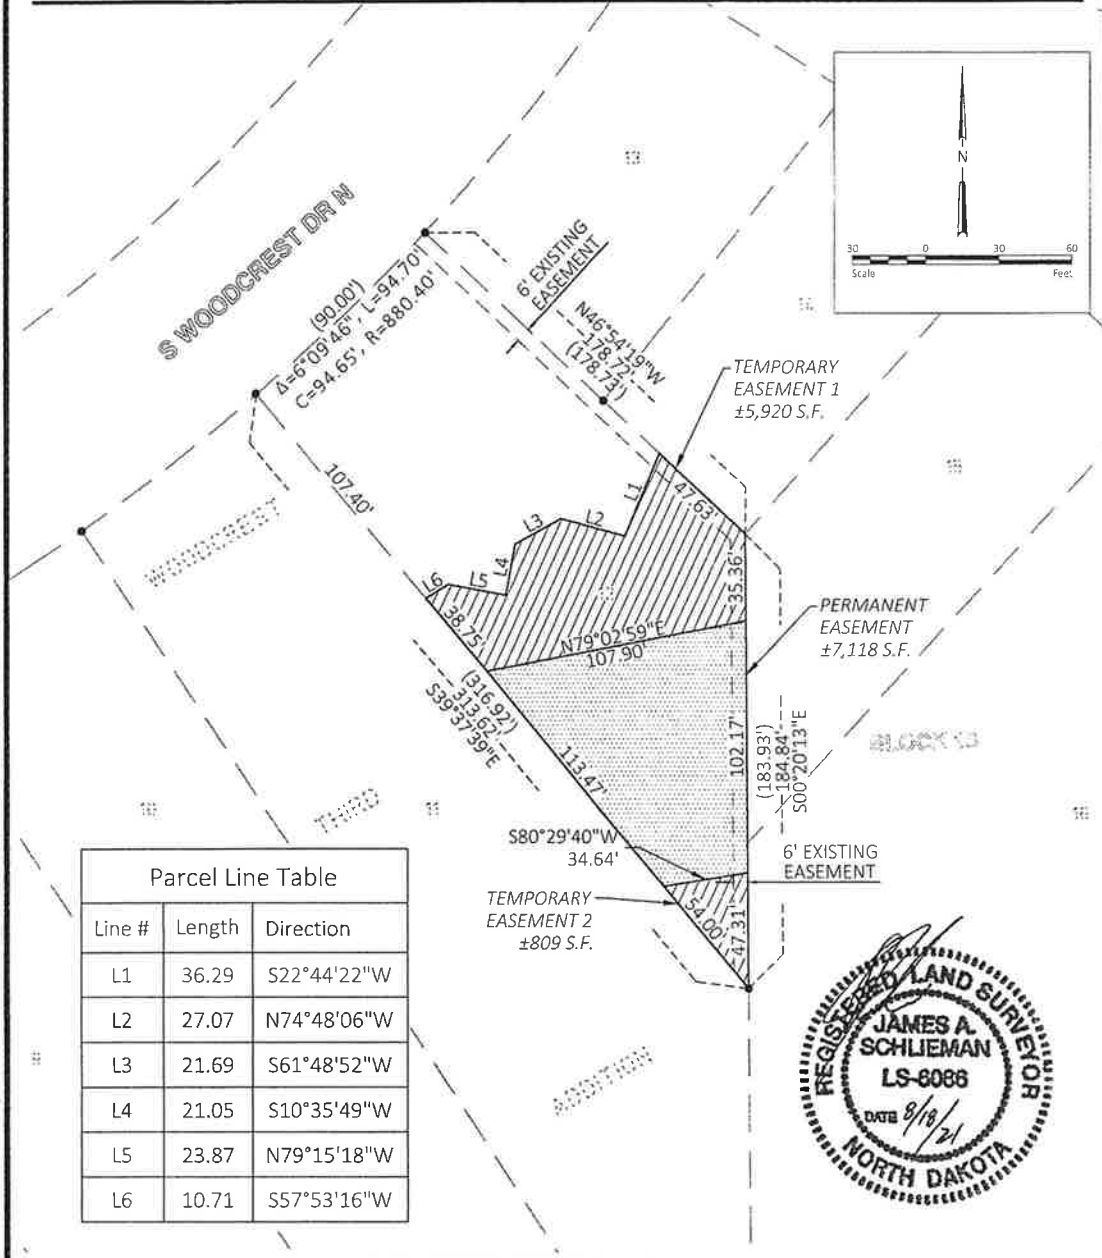 S WOODCREST DR N
(90.00')
Δ=6°09'46", L=94.70'
C=94.65', R=880.40'
6' EXISTING
EASEMENT
N46°54'19"W
178.72'
(178.73')
N
30 0 30 60
Scale Feet
TEMPORARY
EASEMENT 1
±5,920 S.F.
107.40'
WOODCREST
L1
47.63'
L2
L3
L4
L5
L6
35.36'
38.75'
N79°02'59"E
107.90'
PERMANENT
EASEMENT
±7,118 S.F.
(316.92')
313.62'
S39°37'39"E
113.47'
102.17'
(183.93')
184.84'
S00°20'13"E
BLOCK 13
THIRD
S80°29'40"W
34.64'
6' EXISTING
EASEMENT
TEMPORARY
EASEMENT 2
±809 S.F.
54.00'
47.31'
ADDITION
Parcel Line Table
Line # Length Direction
L1 36.29 S22°44'22"W
L2 27.07 N74°48'06"W
L3 21.69 S61°48'52"W
L4 21.05 S10°35'49"W
L5 23.87 N79°15'18"W
L6 10.71 S57°53'16"W
REGISTERED LAND SURVEYOR
JAMES A.
SCHLIEMAN
LS-6086
DATE 8/18/21
NORTH DAKOTA